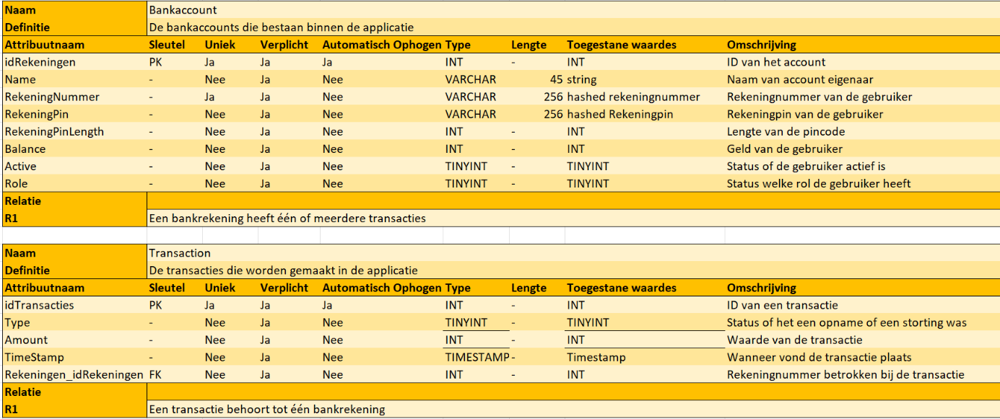 Naam Bankaccount
Definitie De bankaccounts die bestaan binnen de applicatie
Attribuutnaam Sleutel Uniek Verplicht Automatisch Ophogen Type Lengte Toegestane waardes Omschrijving
idRekeningen PK Ja Ja Ja INT - INT ID van het account
Name - Nee Ja Nee VARCHAR 45 string Naam van account eigenaar
RekeningNummer - Ja Ja Nee VARCHAR 256 hashed rekeningnummer Rekeningnummer van de gebruiker
RekeningPin - Nee Ja Nee VARCHAR 256 hashed Rekeningpin Rekeningpin van de gebruiker
RekeningPinLength - Nee Ja Nee INT - INT Lengte van de pincode
Balance - Nee Ja Nee INT - INT Geld van de gebruiker
Active - Nee Ja Nee TINYINT - TINYINT Status of de gebruiker actief is
Role - Nee Ja Nee TINYINT - TINYINT Status welke rol de gebruiker heeft
Relatie
R1 Een bankrekening heeft één of meerdere transacties
Naam Transaction
Definitie De transacties die worden gemaakt in de applicatie
Attribuutnaam Sleutel Uniek Verplicht Automatisch Ophogen Type Lengte Toegestane waardes Omschrijving
idTransacties PK Ja Ja Ja INT - INT ID van een transactie
Type - Nee Ja Nee TINYINT - TINYINT Status of het een opname of een storting was
Amount - Nee Ja Nee INT - INT Waarde van de transactie
TimeStamp - Nee Ja Nee TIMESTAMP - Timestamp Wanneer vond de transactie plaats
Rekeningen_idRekeningen FK Nee Ja Nee INT - INT Rekeningnummer betrokken bij de transactie
Relatie
R1 Een transactie behoort tot één bankrekening